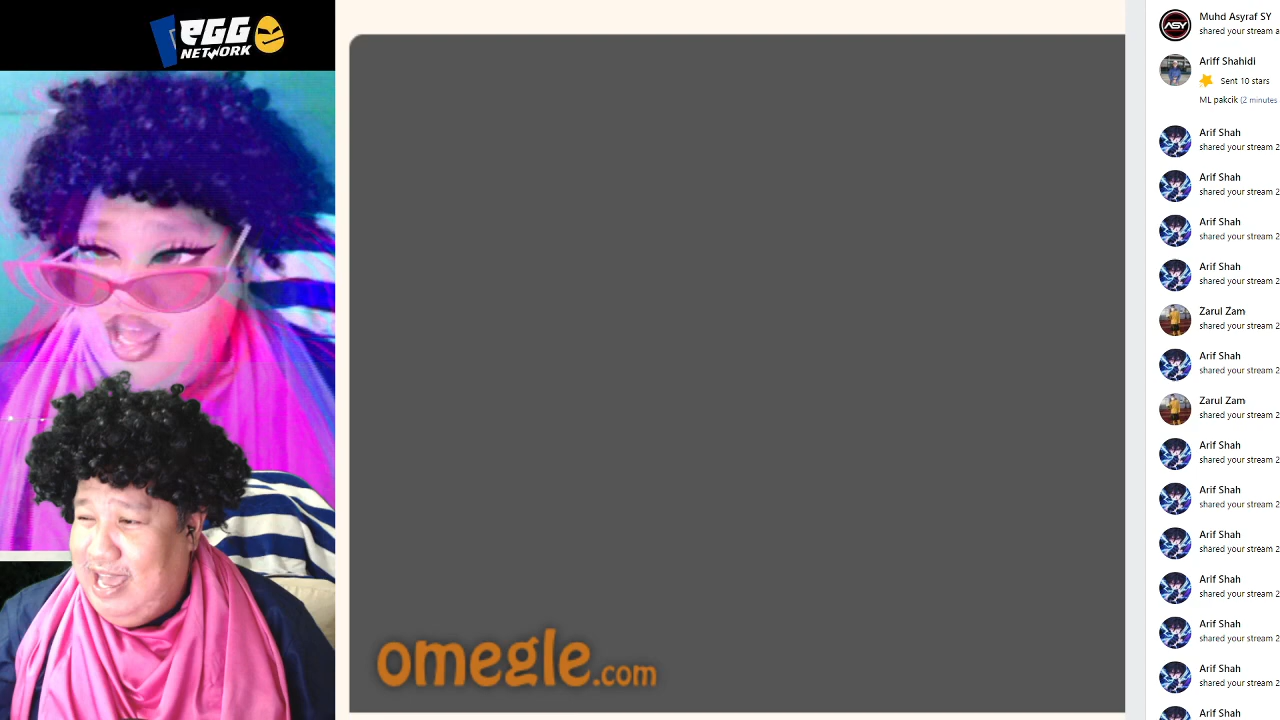 egg
NETWORK
omegle.com
Muhd Asyraf SY
shared your stream 2
Ariff Shahidi
Sent 10 stars
ML pakcik (2 minutes
Arif Shah
shared your stream 2
Arif Shah
shared your stream 2
Arif Shah
shared your stream 2
Arif Shah
shared your stream 2
Zarul Zam
shared your stream 2
Arif Shah
shared your stream 2
Zarul Zam
shared your stream 2
Arif Shah
shared your stream 2
Arif Shah
shared your stream 2
Arif Shah
shared your stream 2
Arif Shah
shared your stream 2
Arif Shah
shared your stream 2
Arif Shah
shared your stream 2
Arif Shah